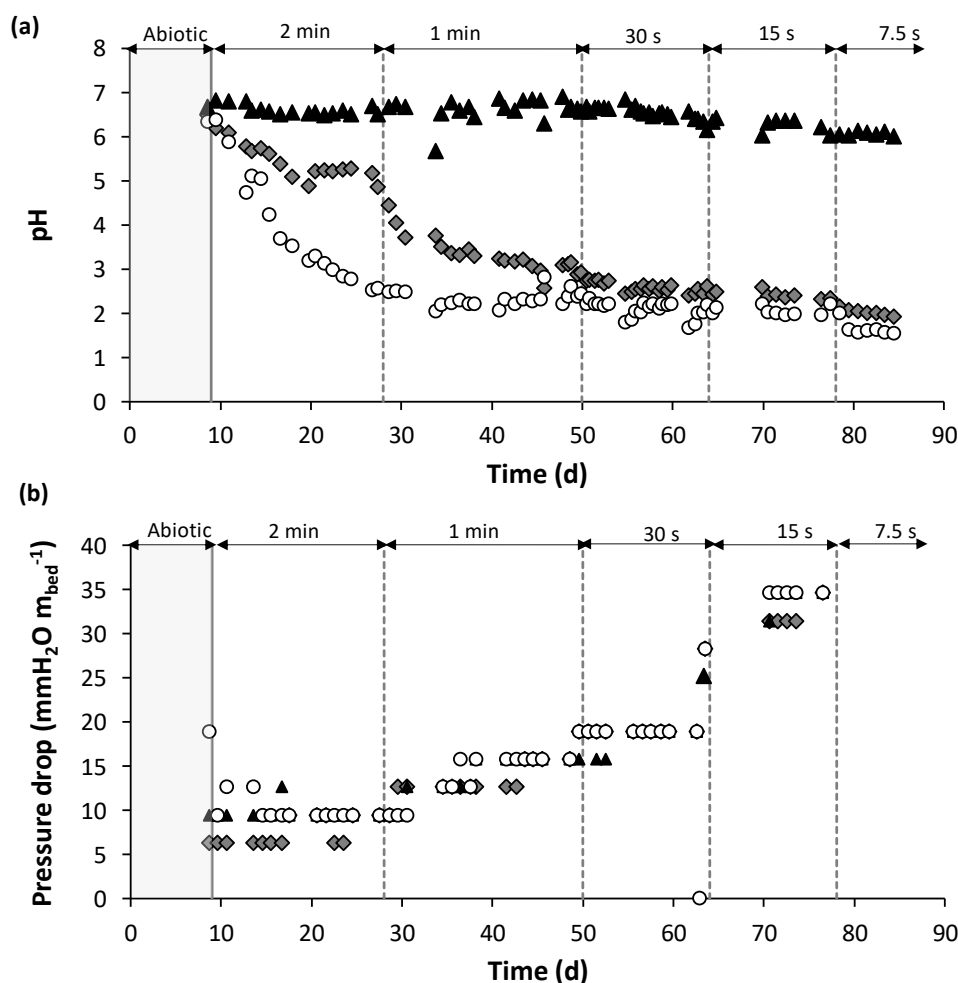 (a)
Abiotic 2 min 1 min 30 s 15 s 7.5 s
8
7
6
5
4
3
2
1
0
pH
0 10 20 30 40 50 60 70 80 90
Time (d)
(b)
Abiotic 2 min 1 min 30 s 15 s 7.5 s
40
35
30
25
20
15
10
5
0
Pressure drop (mmH₂O m_bed⁻¹)
0 10 20 30 40 50 60 70 80 90
Time (d)